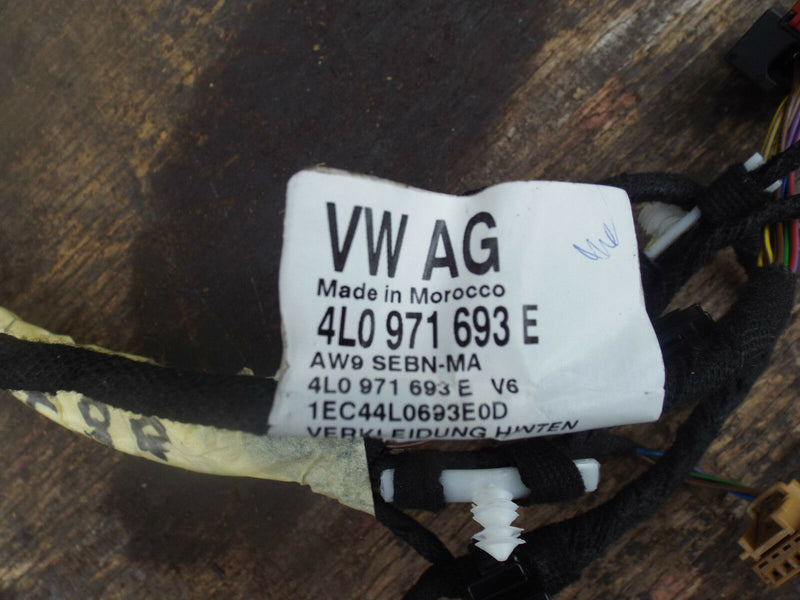 VW AG
Made in Morocco
4L0 971 693 E
AW9 SEBN-MA
4L0 971 693 E V6
1EC44L0693E0D
VERKLEIDUNG HINTEN